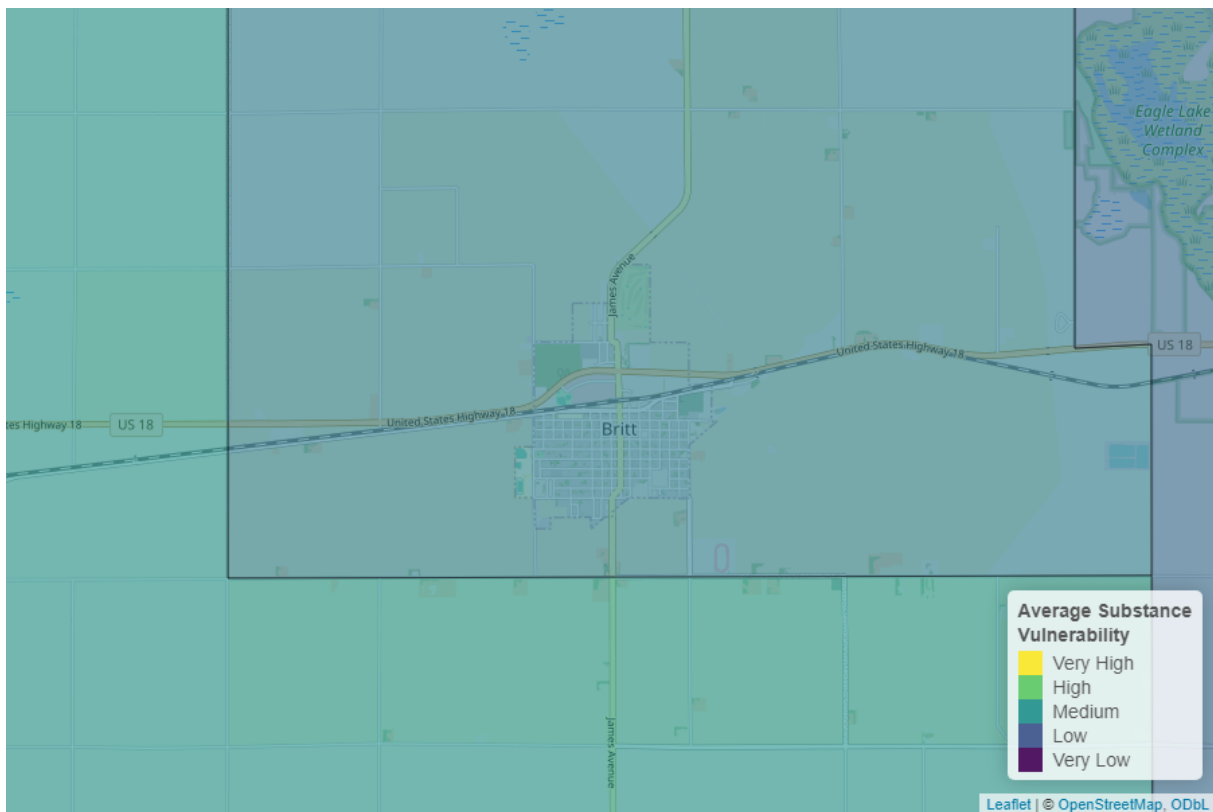 Eagle Lake
Wetland
Complex
James Avenue
United States Highway 18
US 18
tes Highway 18
US 18
United States Highway 18
Britt
James Avenue
Average Substance
Vulnerability
Very High
High
Medium
Low
Very Low
Leaflet | © OpenStreetMap, ODbL